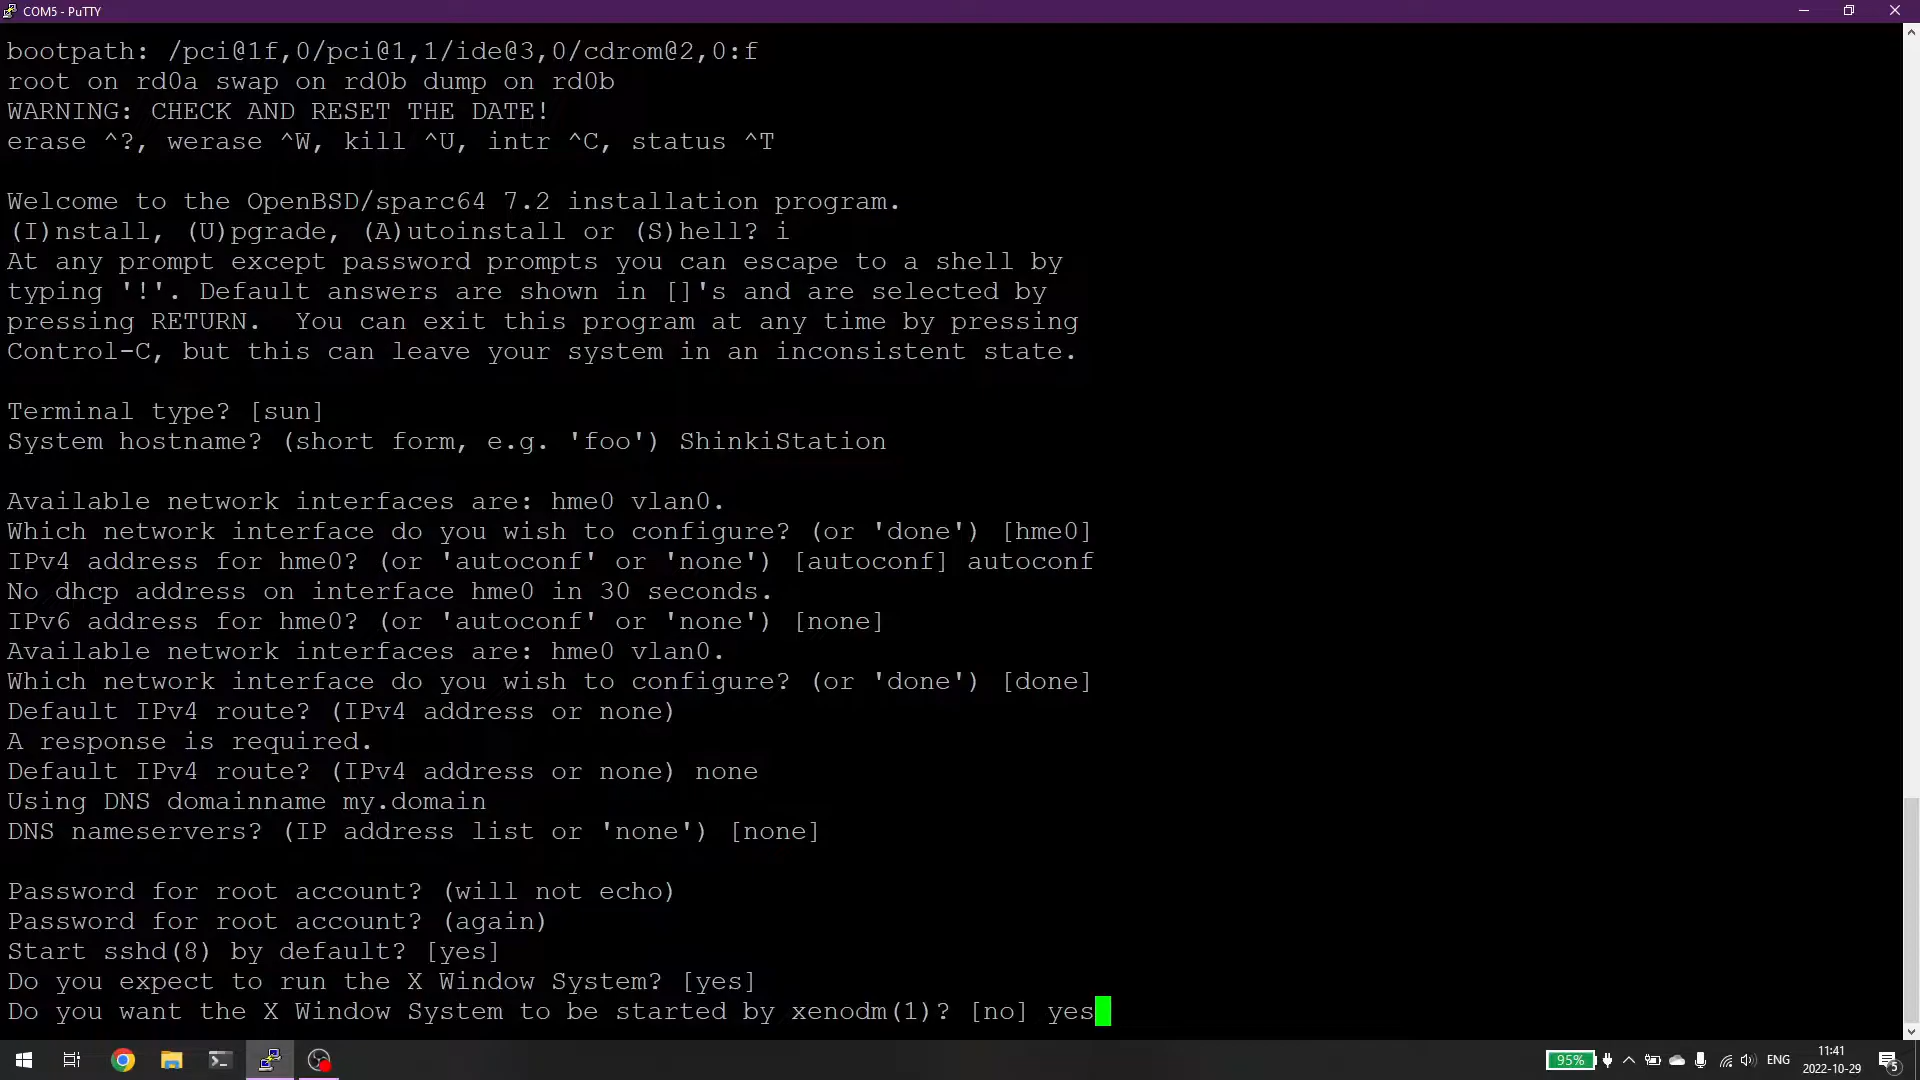 COM5 - PuTTY
bootpath: /pci@1f,0/pci@1,1/ide@3,0/cdrom@2,0:f
root on rd0a swap on rd0b dump on rd0b
WARNING: CHECK AND RESET THE DATE!
erase ^?, werase ^W, kill ^U, intr ^C, status ^T
Welcome to the OpenBSD/sparc64 7.2 installation program.
(I)nstall, (U)pgrade, (A)utoinstall or (S)hell? i
At any prompt except password prompts you can escape to a shell by
typing '!'. Default answers are shown in []'s and are selected by
pressing RETURN.  You can exit this program at any time by pressing
Control-C, but this can leave your system in an inconsistent state.
Terminal type? [sun]
System hostname? (short form, e.g. 'foo') ShinkiStation
Available network interfaces are: hme0 vlan0.
Which network interface do you wish to configure? (or 'done') [hme0]
IPv4 address for hme0? (or 'autoconf' or 'none') [autoconf] autoconf
No dhcp address on interface hme0 in 30 seconds.
IPv6 address for hme0? (or 'autoconf' or 'none') [none]
Available network interfaces are: hme0 vlan0.
Which network interface do you wish to configure? (or 'done') [done]
Default IPv4 route? (IPv4 address or none)
A response is required.
Default IPv4 route? (IPv4 address or none) none
Using DNS domainname my.domain
DNS nameservers? (IP address list or 'none') [none]
Password for root account? (will not echo)
Password for root account? (again)
Start sshd(8) by default? [yes]
Do you expect to run the X Window System? [yes]
Do you want the X Window System to be started by xenodm(1)? [no] yes
95%
ENG
11:41
2022-10-29
5